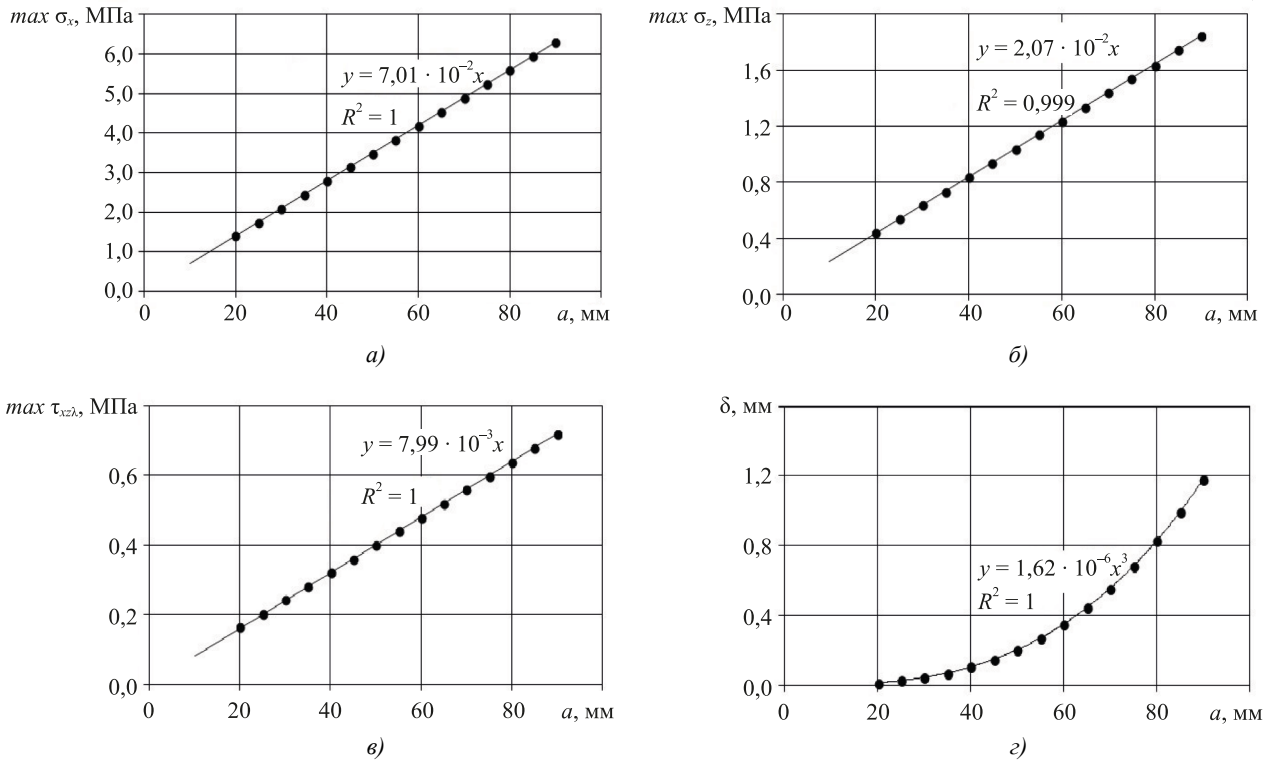 max σx, МПа
6,0
5,0
4,0
3,0
2,0
1,0
0,0
y = 7,01 · 10⁻²x
R² = 1
0 20 40 60 80 a, мм
а)
max σz, МПа
1,6
1,2
0,8
0,4
0,0
y = 2,07 · 10⁻²x
R² = 0,999
0 20 40 60 80 a, мм
б)
max τxzλ, МПа
0,6
0,4
0,2
0,0
y = 7,99 · 10⁻³x
R² = 1
0 20 40 60 80 a, мм
в)
δ, мм
1,2
0,8
0,4
0,0
y = 1,62 · 10⁻⁶x³
R² = 1
0 20 40 60 80 a, мм
г)